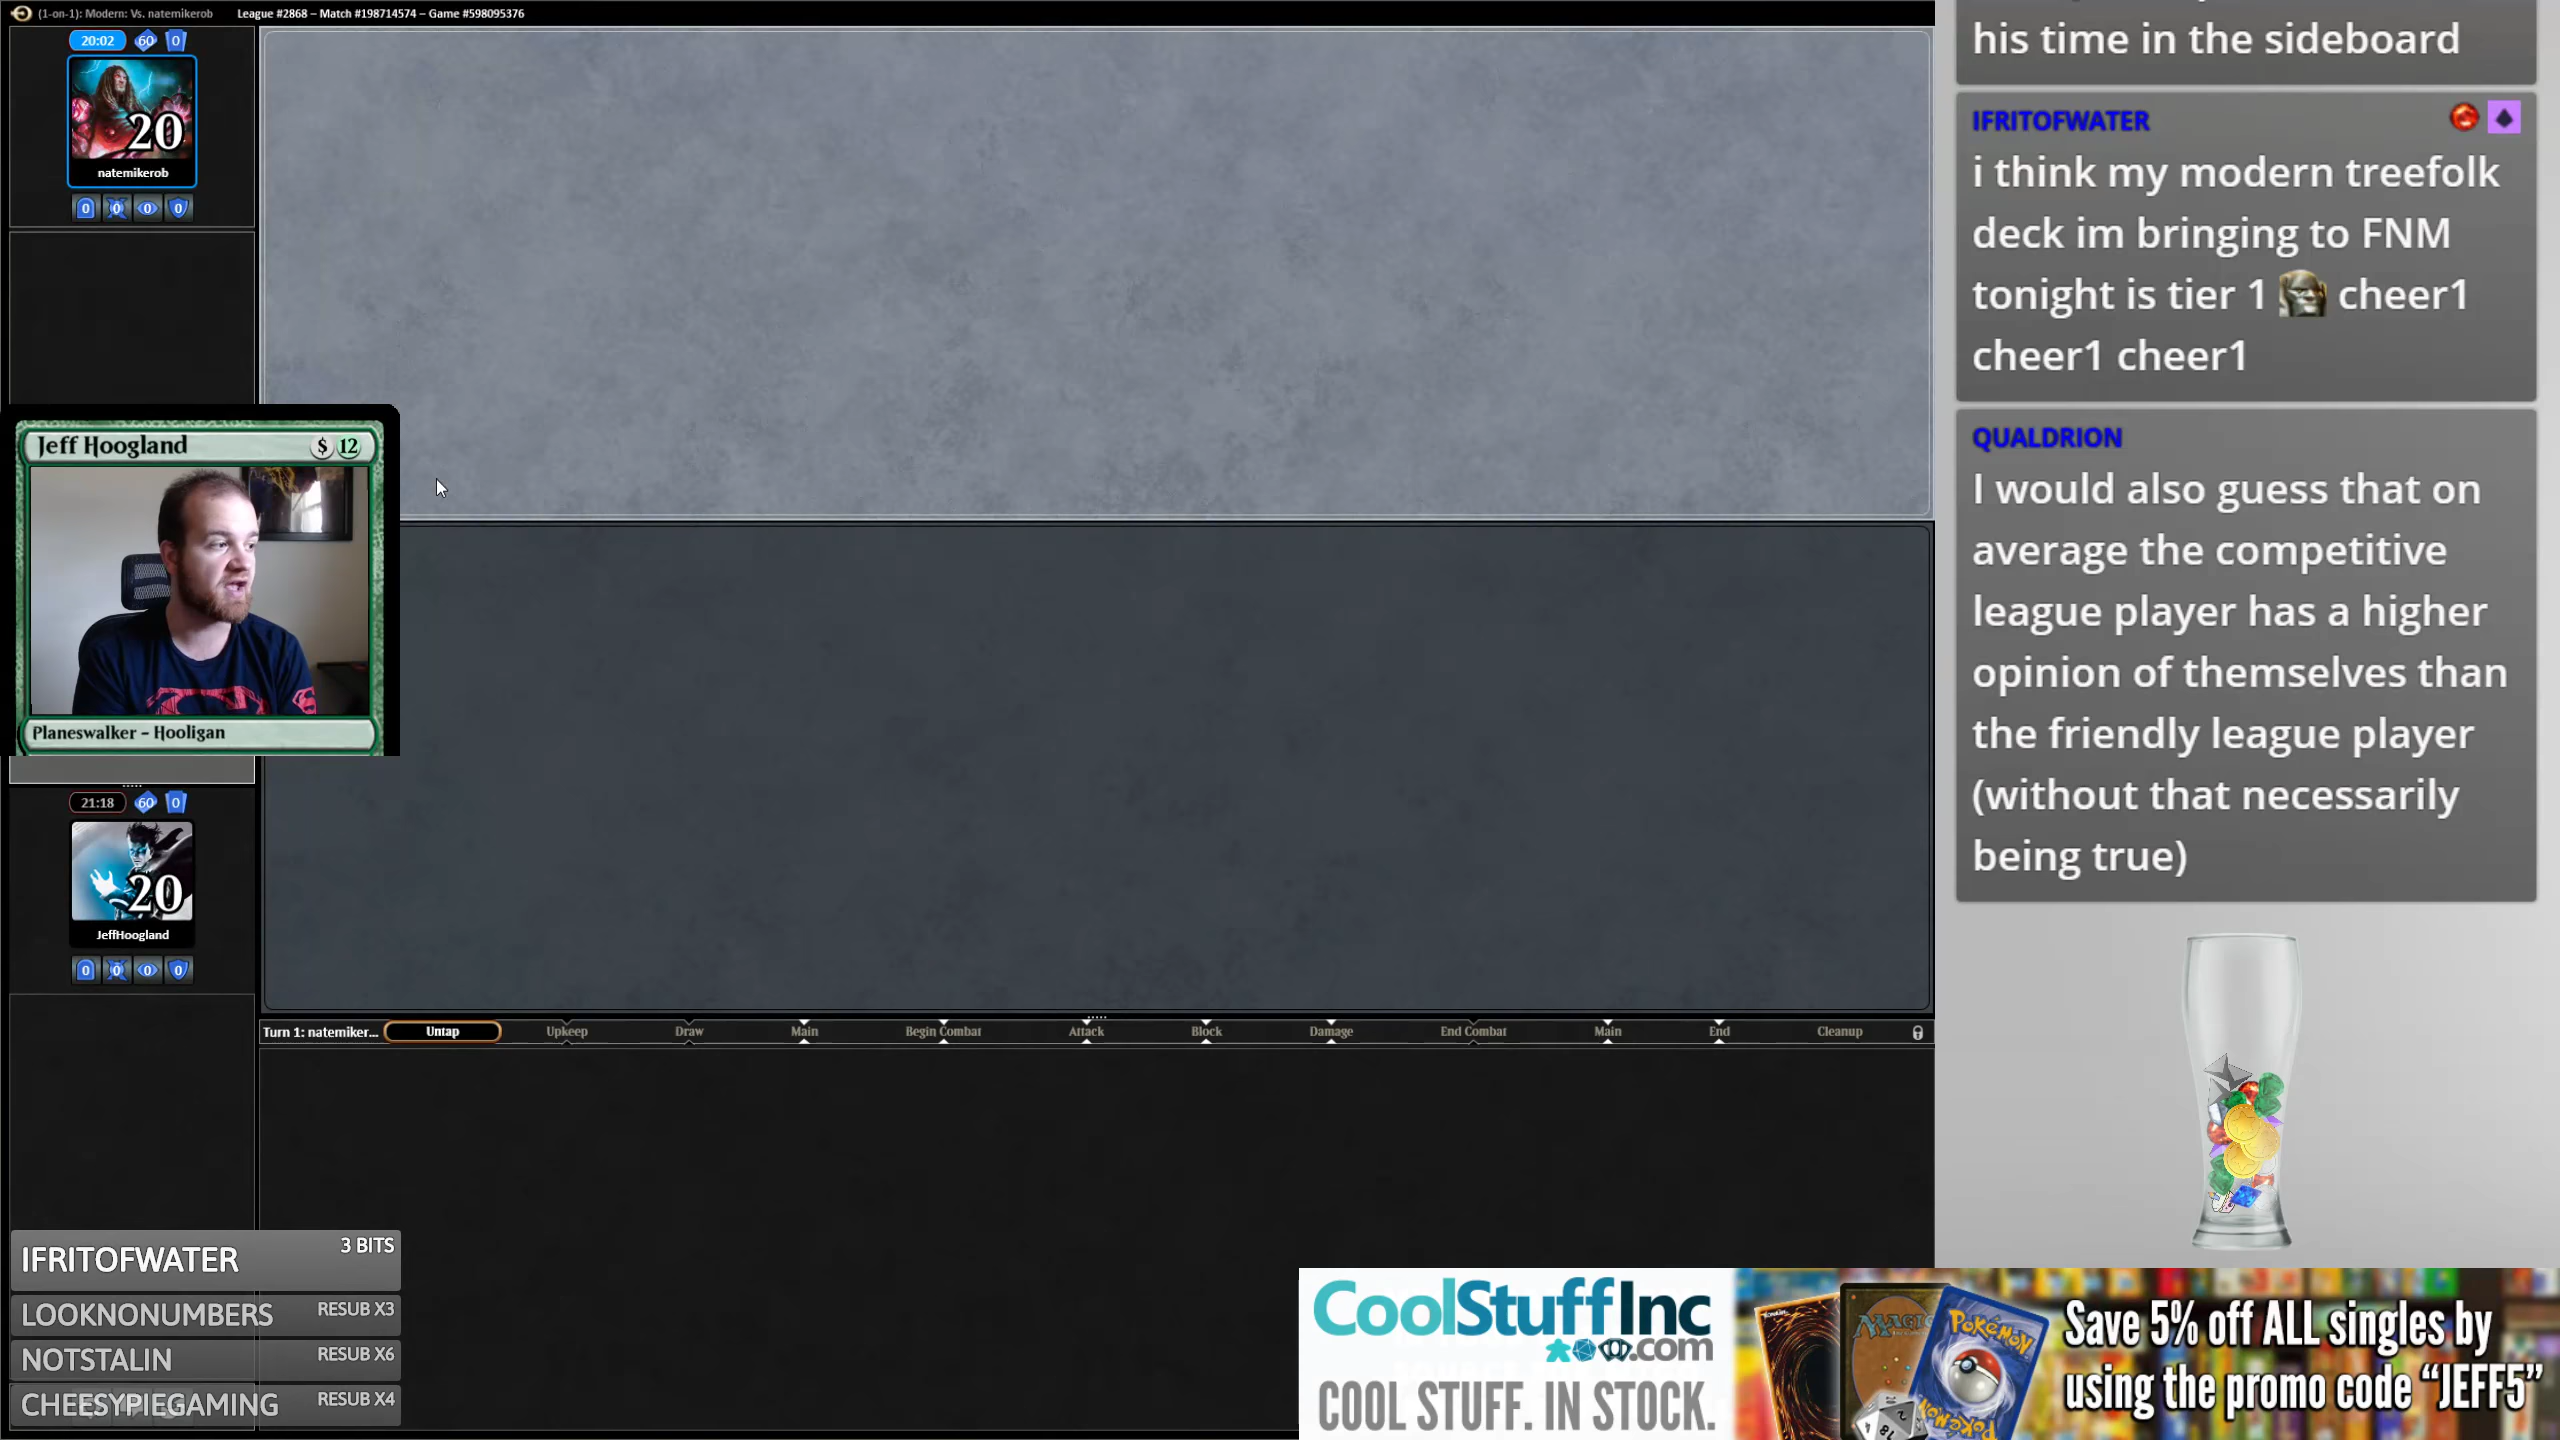 (1-on-1): Modern: Vs. natemikerob
League #2868 – Match #198714574 – Game #598095376
20:02 60 0
20
natemikerob
0 0 0 0
Jeff Hoogland $ 12
Planeswalker – Hooligan
21:18 60 0
20
JeffHoogland
0 0 0 0
Turn 1: natemiker... Untap Upkeep Draw Main Begin Combat Attack Block Damage End Combat Main End Cleanup
IFRITOFWATER 3 BITS
LOOKNONUMBERS RESUB X3
NOTSTALIN RESUB X6
CHEESYPIEGAMING RESUB X4
his time in the sideboard
IFRITOFWATER
i think my modern treefolk
deck im bringing to FNM
tonight is tier 1 cheer1
cheer1 cheer1
QUALDRION
I would also guess that on
average the competitive
league player has a higher
opinion of themselves than
the friendly league player
(without that necessarily
being true)
CoolStuffInc
.com
COOL STUFF. IN STOCK.
MAGIC
POKéMON
Save 5% off ALL singles by
using the promo code “JEFF5”